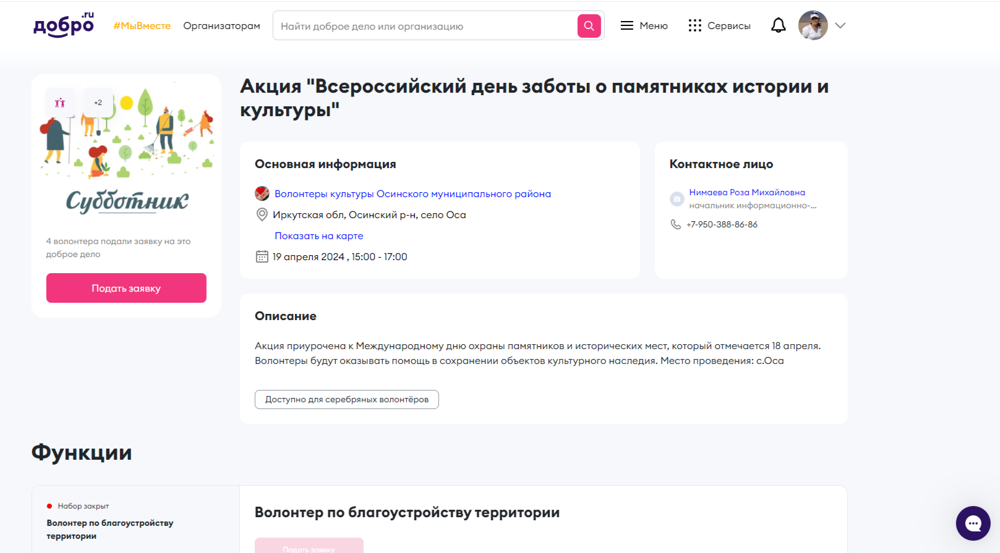 добро.ru
#МыВместе
Организаторам
Найти доброе дело или организацию
Меню
Сервисы
+2
Субботник
4 волонтера подали заявку на это
доброе дело
Подать заявку
Акция "Всероссийский день заботы о памятниках истории и
культуры"
Основная информация
Волонтеры культуры Осинского муниципального района
Иркутская обл, Осинский р-н, село Оса
Показать на карте
19 апреля 2024 , 15:00 - 17:00
Контактное лицо
Нимаева Роза Михайловна
начальник информационно-...
+7-950-388-86-86
Описание
Акция приурочена к Международному дню охраны памятников и исторических мест, который отмечается 18 апреля.
Волонтеры будут оказывать помощь в сохранении объектов культурного наследия. Место проведения: с.Оса
Доступно для серебряных волонтёров
Функции
Набор закрыт
Волонтер по благоустройству
территории
Волонтер по благоустройству территории
Подать заявку